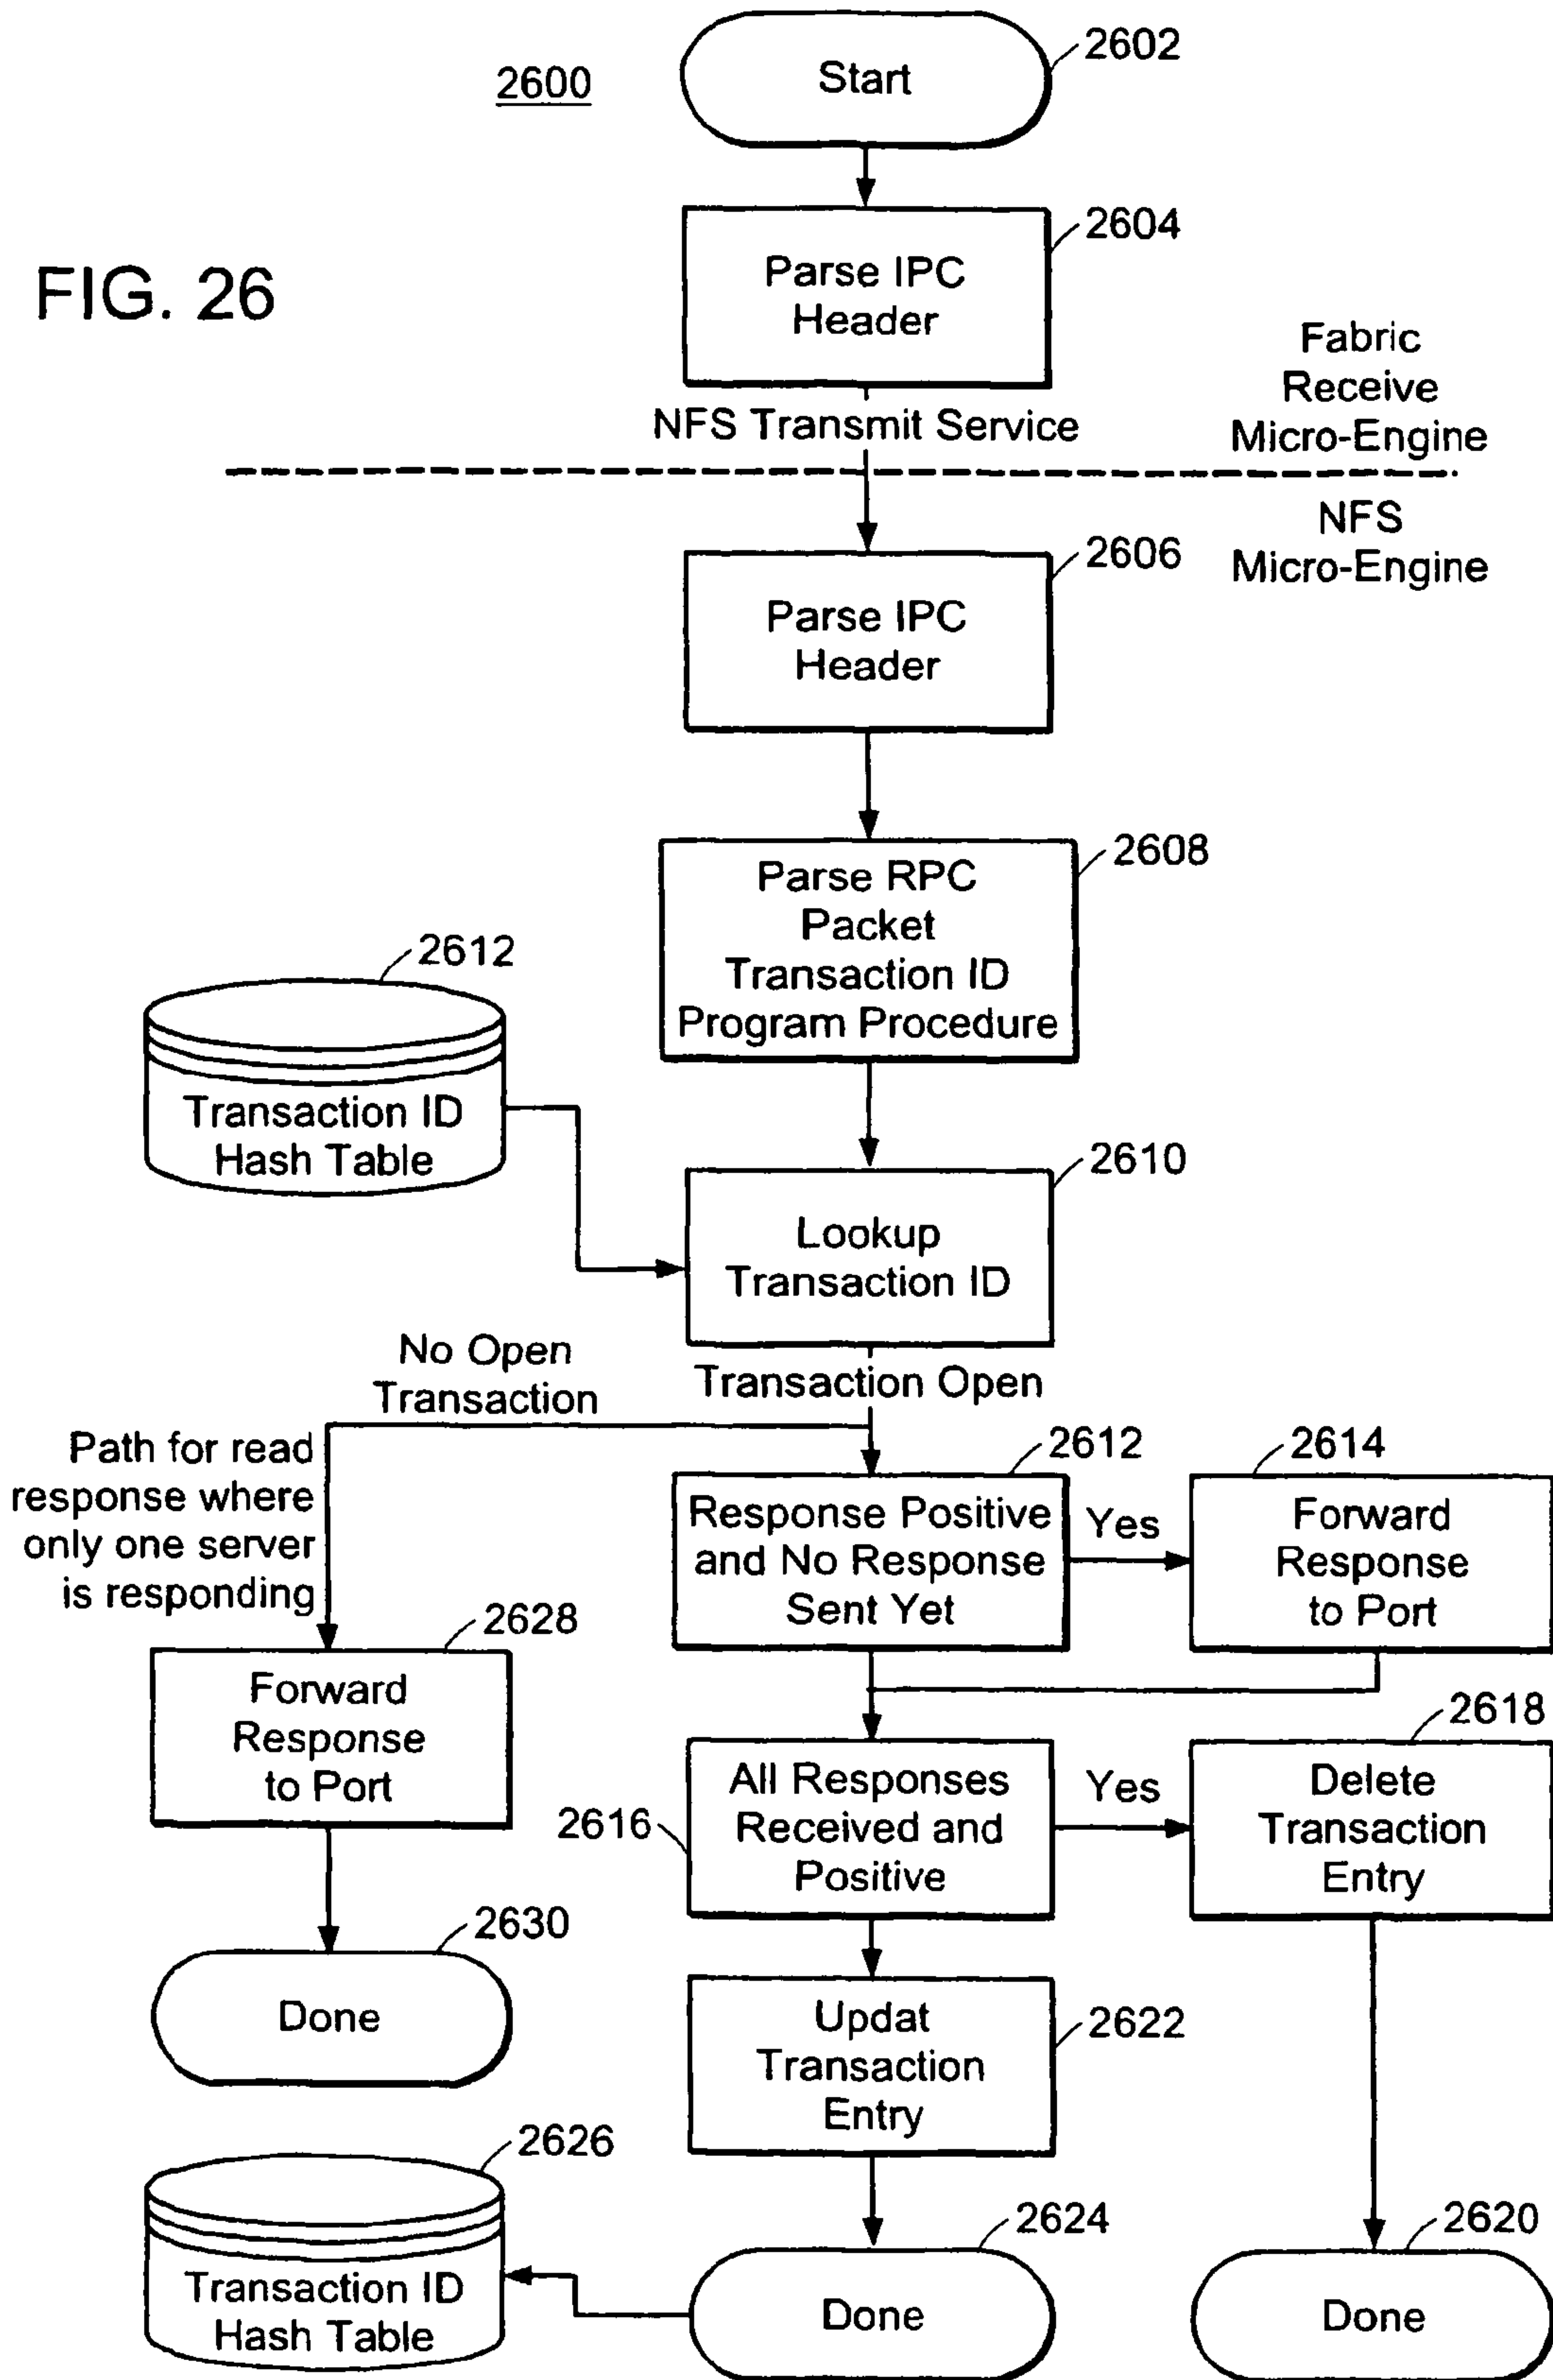 2600
Start
2602
FIG. 26
Parse IPC
Header
2604
Fabric
Receive
Micro-Engine
NFS Transmit Service
NFS
Micro-Engine
Parse IPC
Header
2606
Parse RPC
Packet
Transaction ID
Program Procedure
2608
2612
Transaction ID
Hash Table
Lookup
Transaction ID
2610
No Open
Transaction
Transaction Open
Path for read
response where
only one server
is responding
2612
Response Positive
and No Response
Sent Yet
Yes
2614
Forward
Response
to Port
2628
Forward
Response
to Port
2616
All Responses
Received and
Positive
Yes
2618
Delete
Transaction
Entry
2630
Done
Updat
Transaction
Entry
2622
2626
Transaction ID
Hash Table
2624
Done
2620
Done